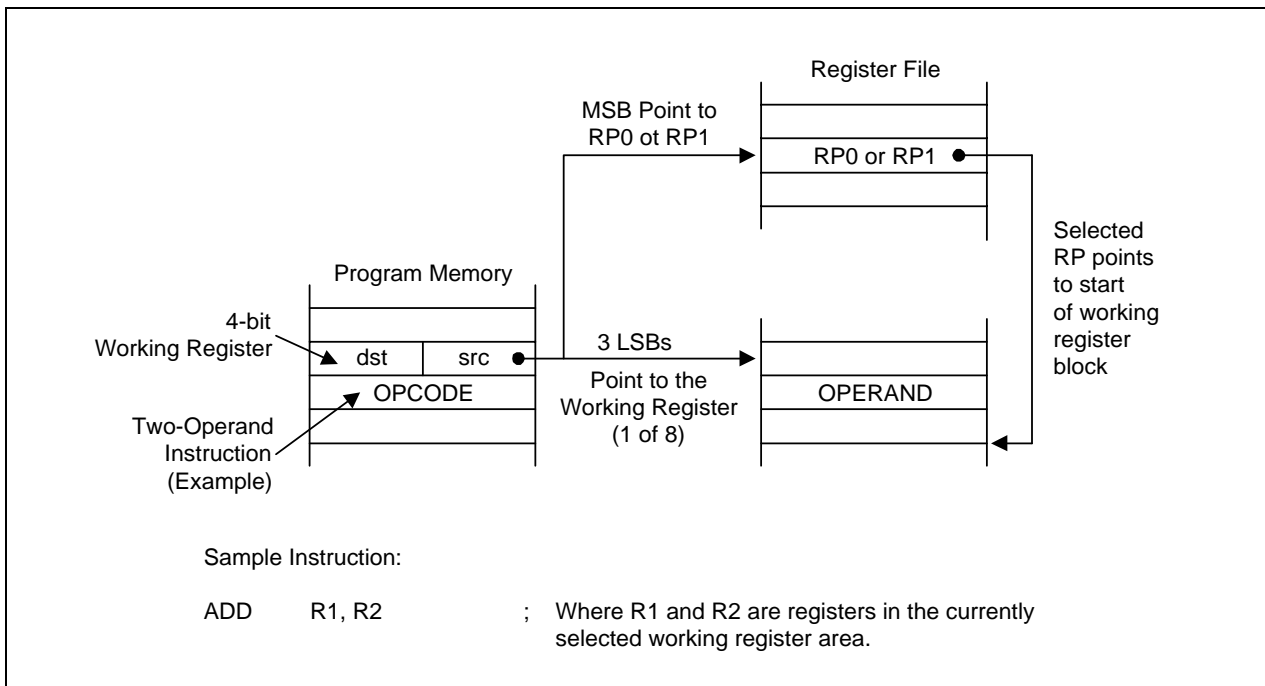 Register File
MSB Point to
RP0 ot RP1
RP0 or RP1
Selected
RP points
to start
of working
register
block
Program Memory
4-bit
Working Register
dst src
3 LSBs
Point to the
Working Register
(1 of 8)
OPCODE
OPERAND
Two-Operand
Instruction
(Example)
Sample Instruction:
ADD R1, R2 ; Where R1 and R2 are registers in the currently
selected working register area.